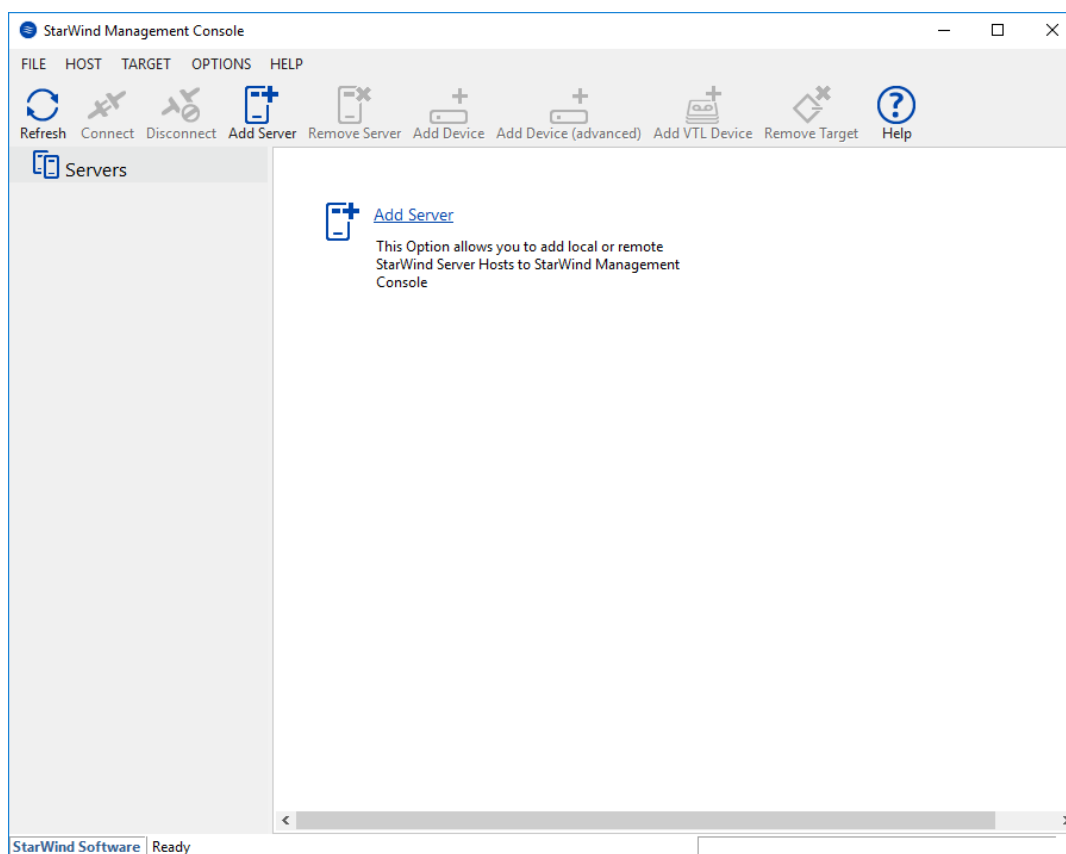 StarWind Management Console
FILE HOST TARGET OPTIONS HELP
Refresh Connect Disconnect Add Server Remove Server Add Device Add Device (advanced) Add VTL Device Remove Target Help
Servers
Add Server
This Option allows you to add local or remote
StarWind Server Hosts to StarWind Management
Console
StarWind Software Ready